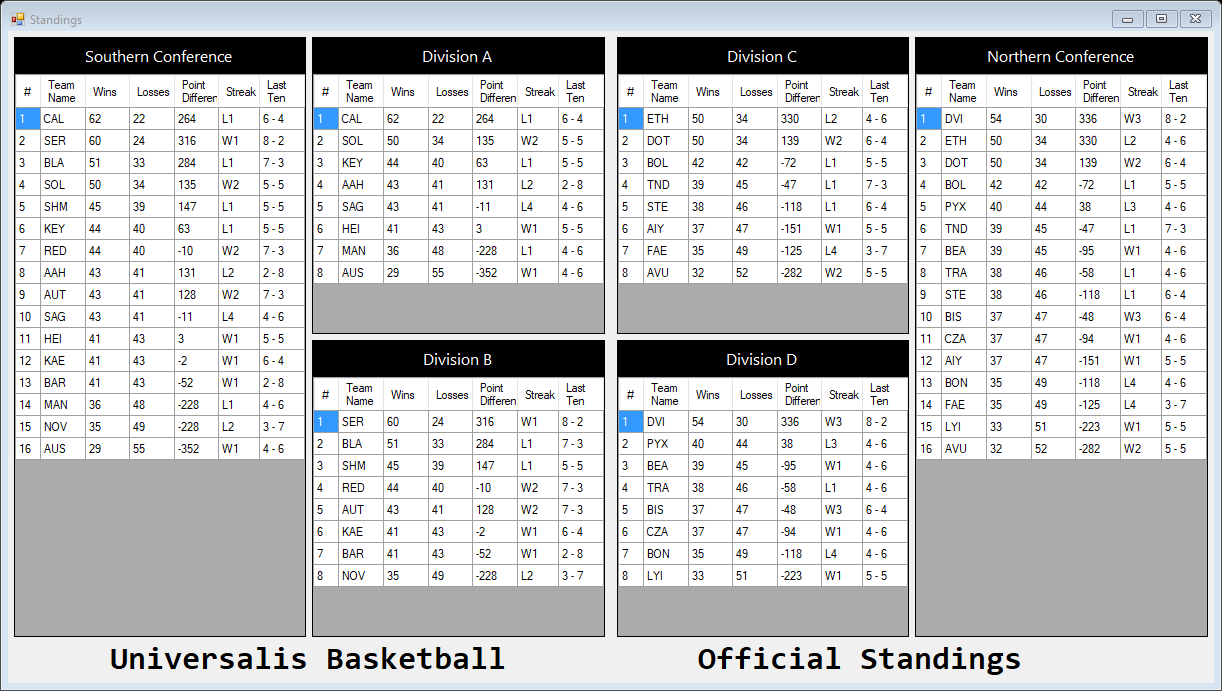 Standings
Southern Conference
# Team Name Wins Losses Point Differen Streak Last Ten
1 CAL 62 22 264 L1 6 - 4
2 SER 60 24 316 W1 8 - 2
3 BLA 51 33 284 L1 7 - 3
4 SOL 50 34 135 W2 5 - 5
5 SHM 45 39 147 L1 5 - 5
6 KEY 44 40 63 L1 5 - 5
7 RED 44 40 -10 W2 7 - 3
8 AAH 43 41 131 L2 2 - 8
9 AUT 43 41 128 W2 7 - 3
10 SAG 43 41 -11 L4 4 - 6
11 HEI 41 43 3 W1 5 - 5
12 KAE 41 43 -2 W1 6 - 4
13 BAR 41 43 -52 W1 2 - 8
14 MAN 36 48 -228 L1 4 - 6
15 NOV 35 49 -228 L2 3 - 7
16 AUS 29 55 -352 W1 4 - 6
Division A
# Team Name Wins Losses Point Differen Streak Last Ten
1 CAL 62 22 264 L1 6 - 4
2 SOL 50 34 135 W2 5 - 5
3 KEY 44 40 63 L1 5 - 5
4 AAH 43 41 131 L2 2 - 8
5 SAG 43 41 -11 L4 4 - 6
6 HEI 41 43 3 W1 5 - 5
7 MAN 36 48 -228 L1 4 - 6
8 AUS 29 55 -352 W1 4 - 6
Division B
# Team Name Wins Losses Point Differen Streak Last Ten
1 SER 60 24 316 W1 8 - 2
2 BLA 51 33 284 L1 7 - 3
3 SHM 45 39 147 L1 5 - 5
4 RED 44 40 -10 W2 7 - 3
5 AUT 43 41 128 W2 7 - 3
6 KAE 41 43 -2 W1 6 - 4
7 BAR 41 43 -52 W1 2 - 8
8 NOV 35 49 -228 L2 3 - 7
Division C
# Team Name Wins Losses Point Differen Streak Last Ten
1 ETH 50 34 330 L2 4 - 6
2 DOT 50 34 139 W2 6 - 4
3 BOL 42 42 -72 L1 5 - 5
4 TND 39 45 -47 L1 7 - 3
5 STE 38 46 -118 L1 6 - 4
6 AIY 37 47 -151 W1 5 - 5
7 FAE 35 49 -125 L4 3 - 7
8 AVU 32 52 -282 W2 5 - 5
Division D
# Team Name Wins Losses Point Differen Streak Last Ten
1 DVI 54 30 336 W3 8 - 2
2 PYX 40 44 38 L3 4 - 6
3 BEA 39 45 -95 W1 4 - 6
4 TRA 38 46 -58 L1 4 - 6
5 BIS 37 47 -48 W3 6 - 4
6 CZA 37 47 -94 W1 4 - 6
7 BON 35 49 -118 L4 4 - 6
8 LYI 33 51 -223 W1 5 - 5
Northern Conference
# Team Name Wins Losses Point Differen Streak Last Ten
1 DVI 54 30 336 W3 8 - 2
2 ETH 50 34 330 L2 4 - 6
3 DOT 50 34 139 W2 6 - 4
4 BOL 42 42 -72 L1 5 - 5
5 PYX 40 44 38 L3 4 - 6
6 TND 39 45 -47 L1 7 - 3
7 BEA 39 45 -95 W1 4 - 6
8 TRA 38 46 -58 L1 4 - 6
9 STE 38 46 -118 L1 6 - 4
10 BIS 37 47 -48 W3 6 - 4
11 CZA 37 47 -94 W1 4 - 6
12 AIY 37 47 -151 W1 5 - 5
13 BON 35 49 -118 L4 4 - 6
14 FAE 35 49 -125 L4 3 - 7
15 LYI 33 51 -223 W1 5 - 5
16 AVU 32 52 -282 W2 5 - 5
Universalis Basketball
Official Standings